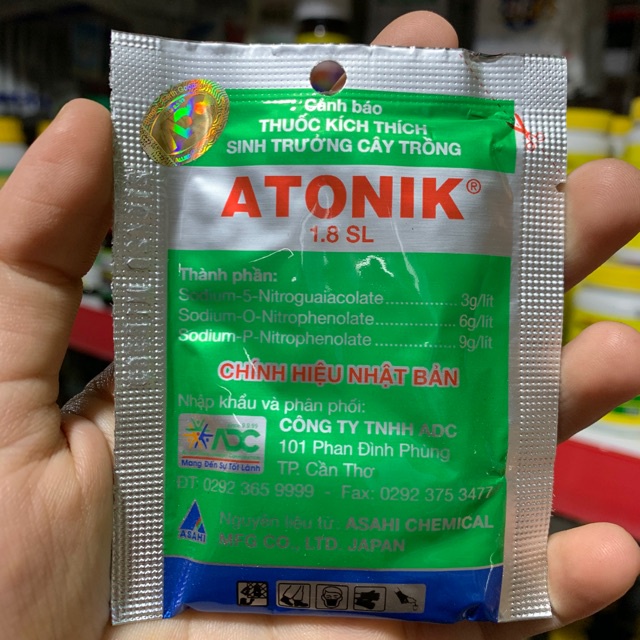 Cảnh báo
THUỐC KÍCH THÍCH
SINH TRƯỞNG CÂY TRỒNG
ATONIK®
1.8 SL
Thành phần:
Sodium-5-Nitroguaiacolate.................. 3g/lít
Sodium-O-Nitrophenolate.................... 6g/lít
Sodium-P-Nitrophenolate.................... 9g/lít
CHÍNH HIỆU NHẬT BẢN
Nhập khẩu và phân phối:
CÔNG TY TNHH ADC
101 Phan Đình Phùng
TP. Cần Thơ
ADC
Mang Đến Sự Tốt Lành
ĐT: 0292 365 9999 - Fax: 0292 375 3477
Nguyên liệu từ: ASAHI CHEMICAL
MFG CO., LTD. JAPAN
ASAHI